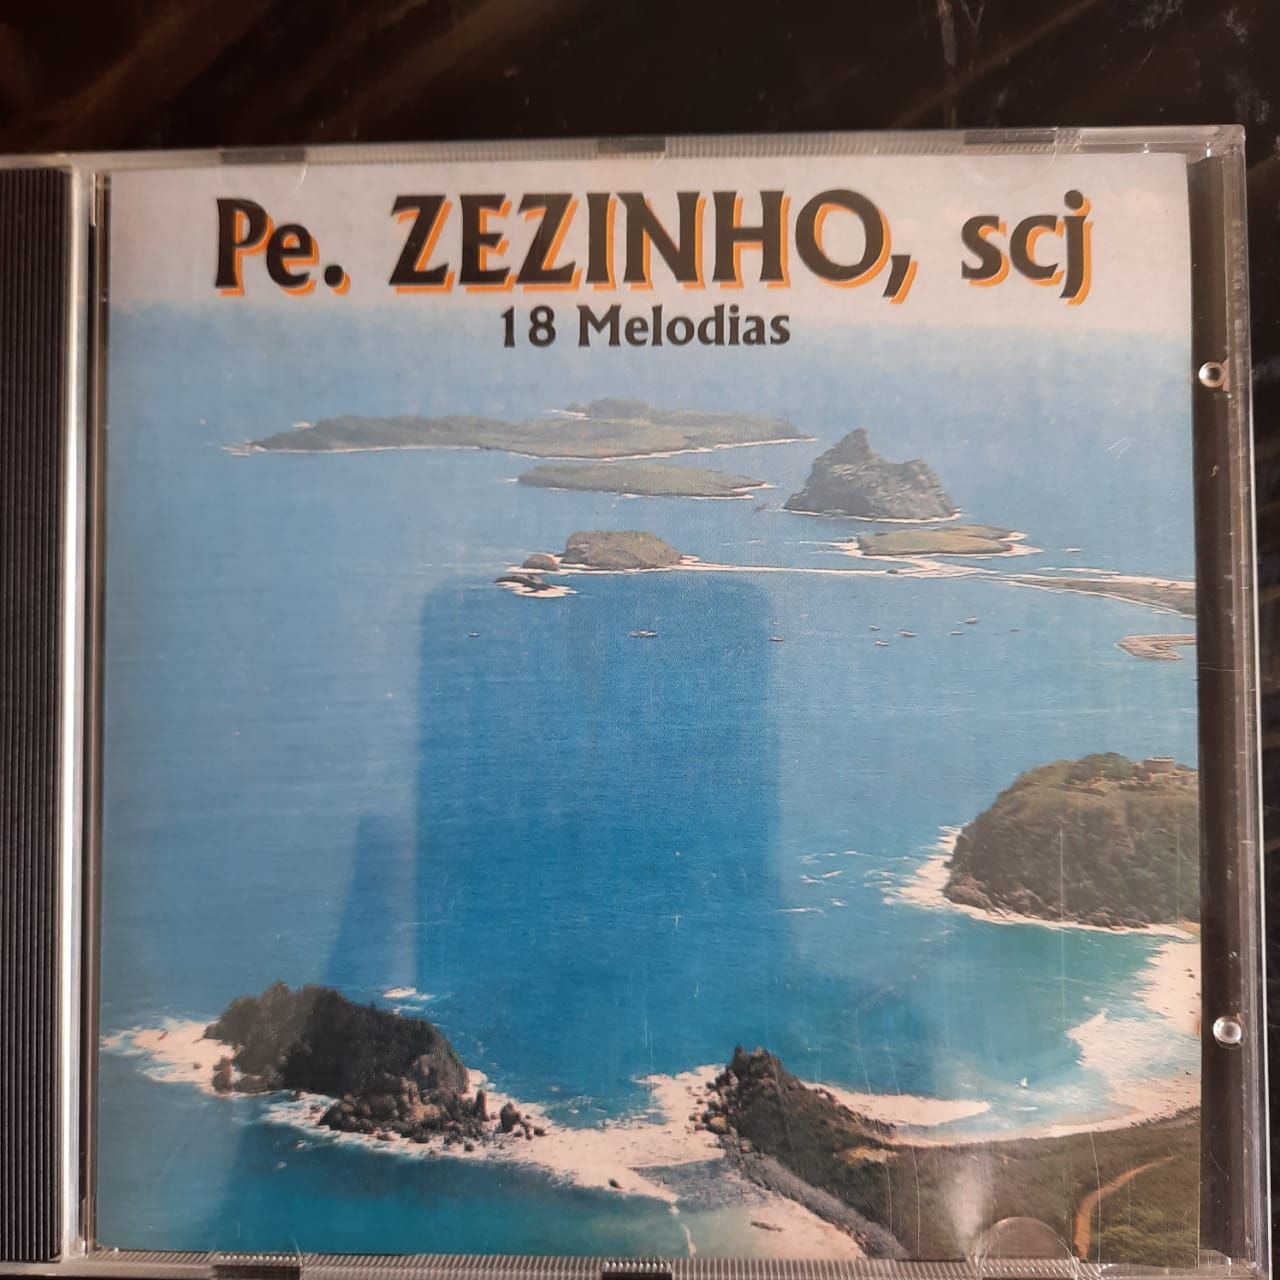 Pe. ZEZINHO, scj
18 Melodias